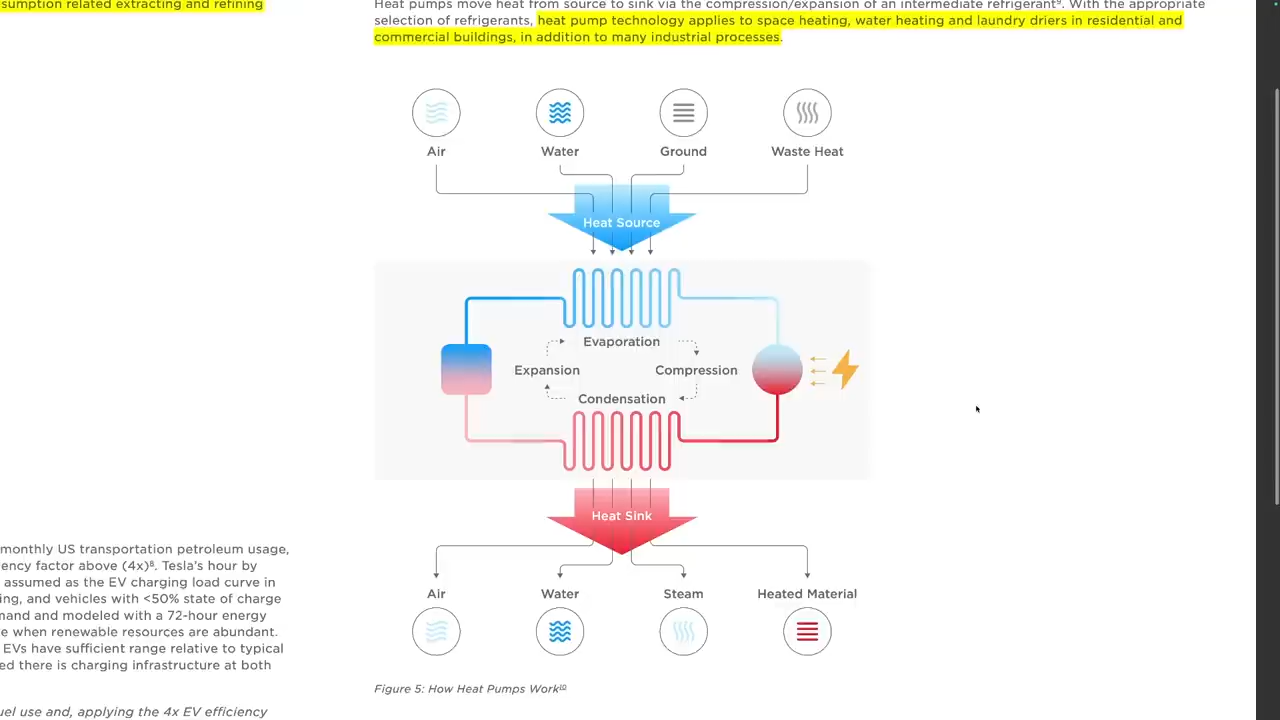 sumption related extracting and refining
Heat pumps move heat from source to sink via the compression/expansion of an intermediate refrigerant⁹. With the appropriate
selection of refrigerants, heat pump technology applies to space heating, water heating and laundry driers in residential and
commercial buildings, in addition to many industrial processes.
Air
Water
Ground
Waste Heat
Heat Source
Evaporation
Expansion
Compression
Condensation
Heat Sink
Air
Water
Steam
Heated Material
Figure 5: How Heat Pumps Work¹⁰
monthly US transportation petroleum usage,
ency factor above (4x)⁸. Tesla's hour by
assumed as the EV charging load curve in
ing, and vehicles with <50% state of charge
mand and modeled with a 72-hour energy
e when renewable resources are abundant.
EVs have sufficient range relative to typical
ed there is charging infrastructure at both
uel use and, applying the 4x EV efficiency